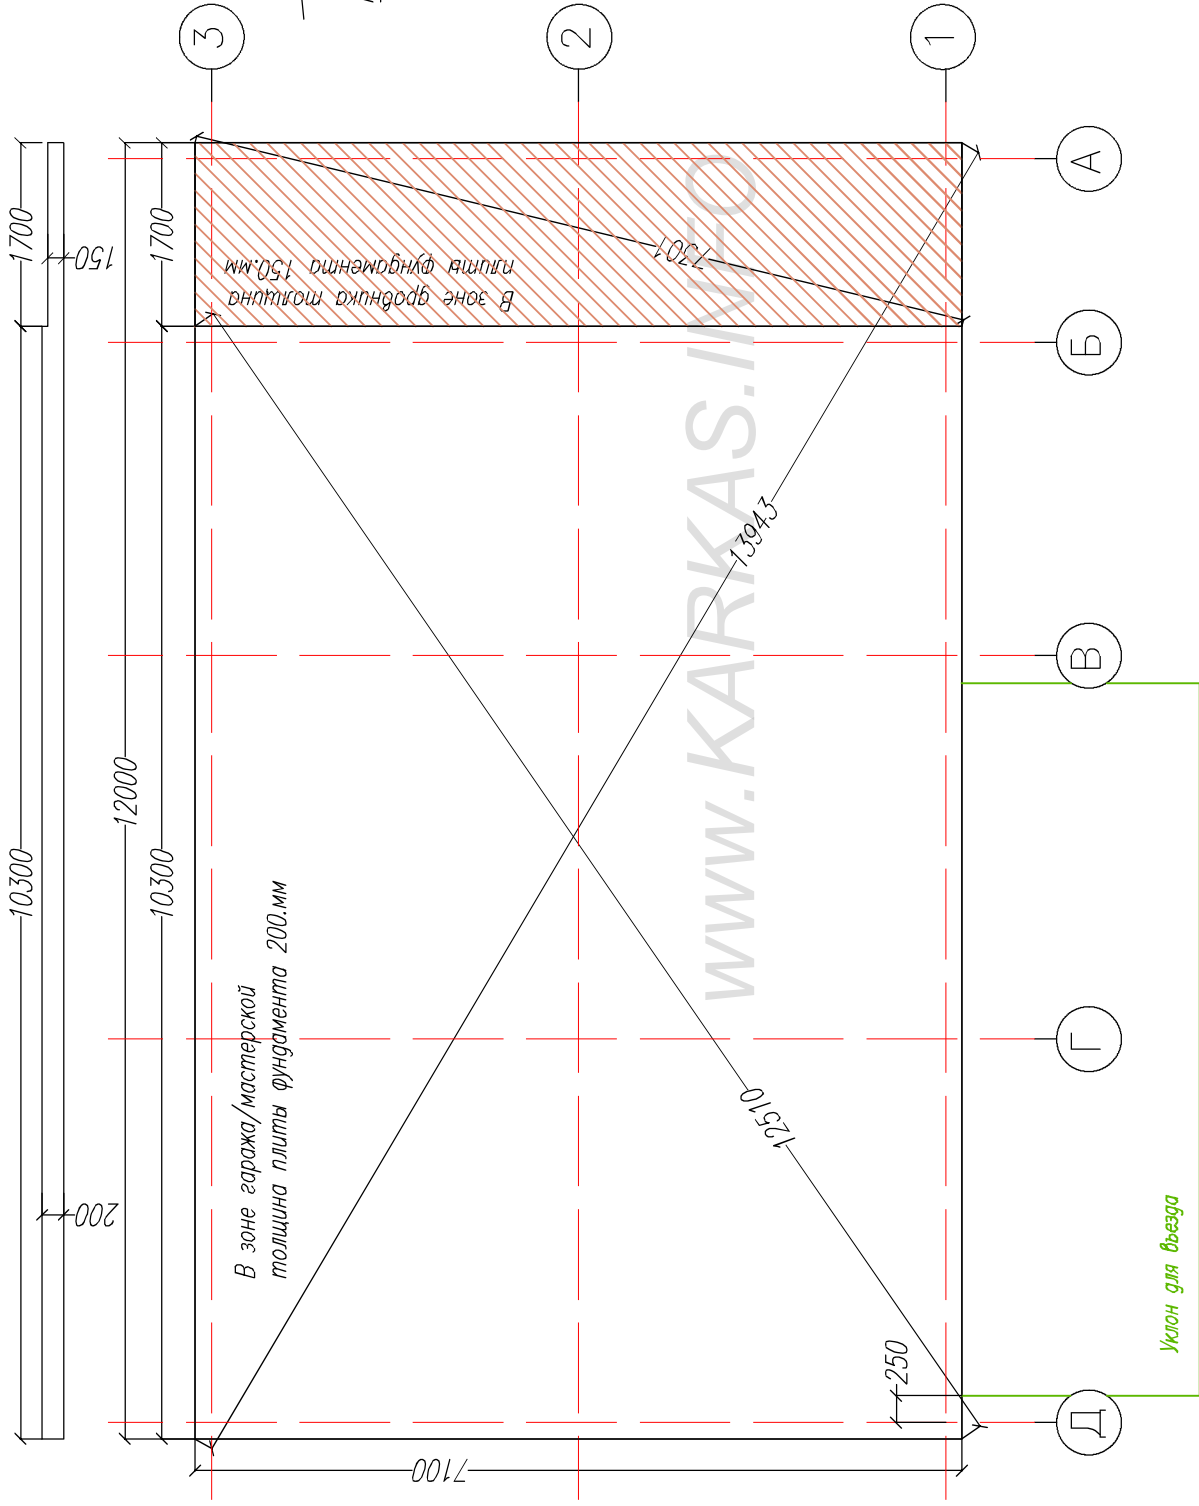 3
2
1
1700
150
1700
А
В зоне дровника толщина
плиты фундамента 150.мм
7301
Б
www.KARKAS.INFO
13943
В
12000
10300
10300
В зоне гаража/мастерской
толщина плиты фундамента 200.мм
Г
12510
200
250
Уклон для въезда
Д
7100